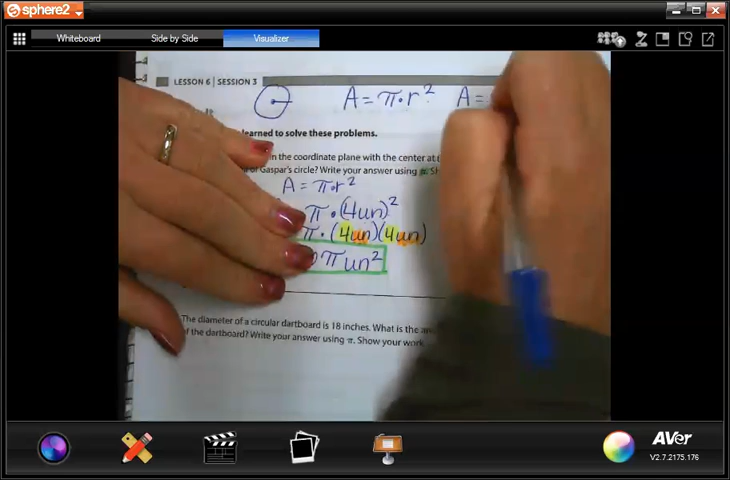 sphere2
Whiteboard Side by Side Visualizer
LESSON 6 | SESSION 3
A = π·r² A =
learned to solve these problems.
in the coordinate plane with the center at
of Gaspar's circle? Write your answer using π.
A = π·r²
π·(4un)²
π·(4un)(4un)
π un²
The diameter of a circular dartboard is 18 inches. What is the
of the dartboard? Write your answer using π. Show your work.
AVer
V2.7.2175.176